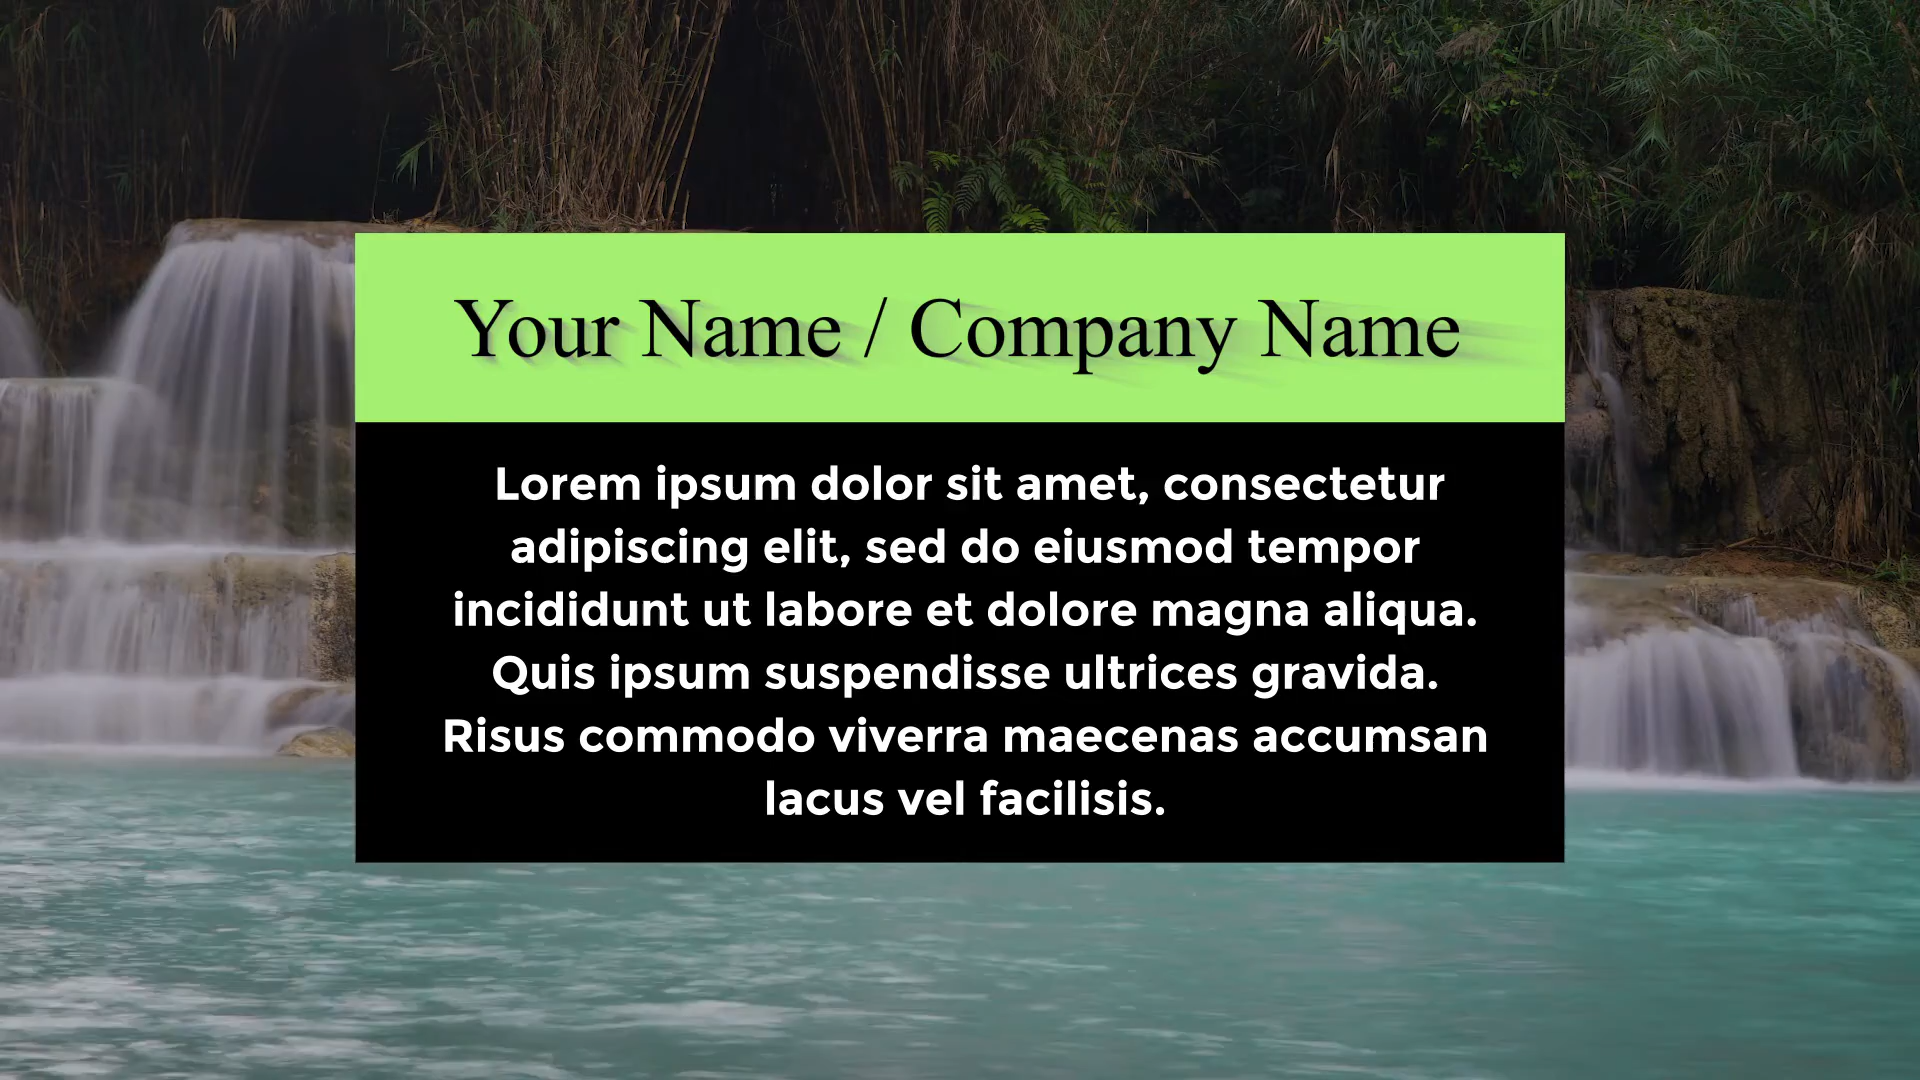 Your Name / Company Name
Lorem ipsum dolor sit amet, consectetur
adipiscing elit, sed do eiusmod tempor
incididunt ut labore et dolore magna aliqua.
Quis ipsum suspendisse ultrices gravida.
Risus commodo viverra maecenas accumsan
lacus vel facilisis.